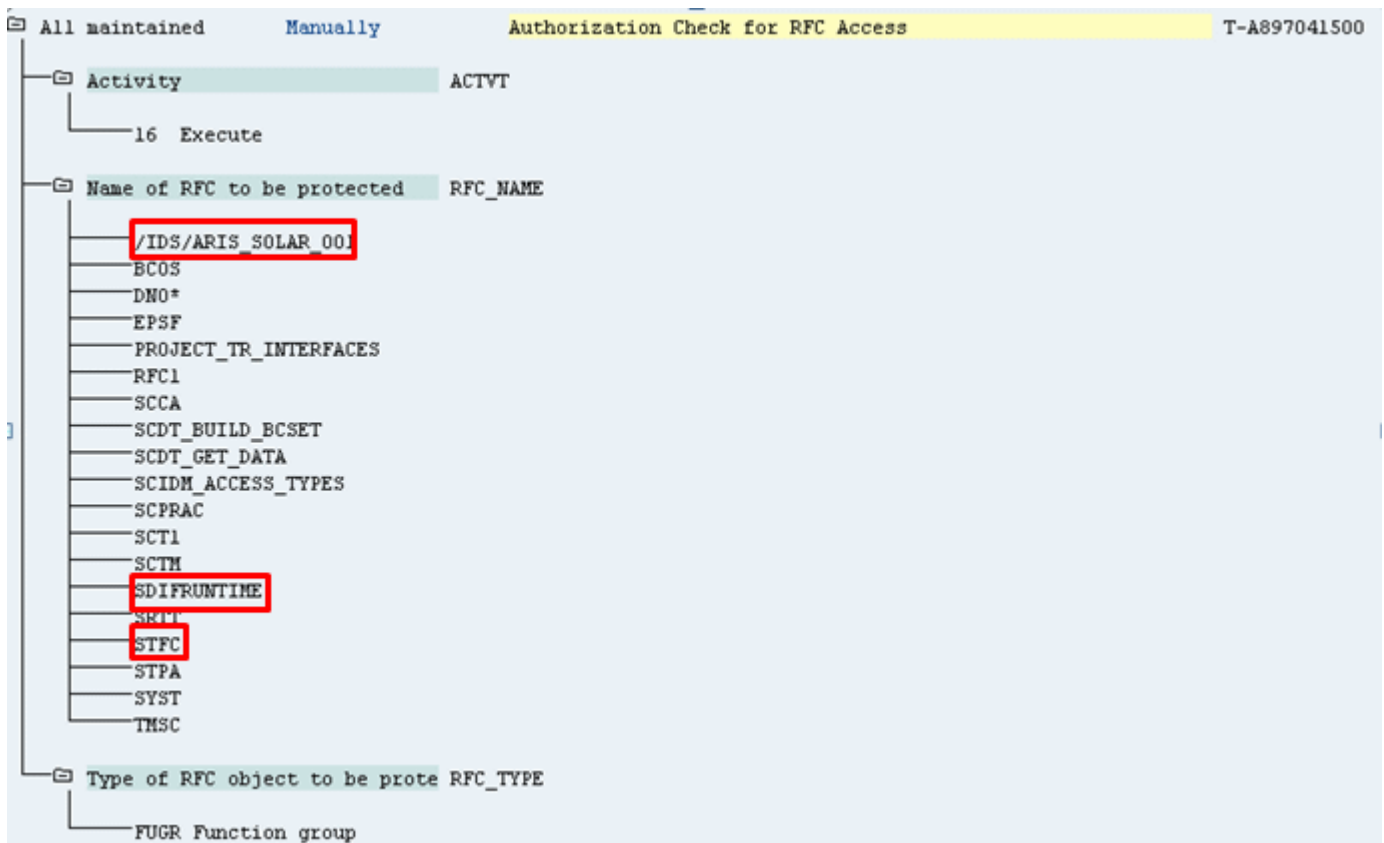 All maintained Manually Authorization Check for RFC Access T-A897041500
Activity ACTVT
16 Execute
Name of RFC to be protected RFC_NAME
/IDS/ARIS_SOLAR_001
BCOS
DNO*
EPSF
PROJECT_TR_INTERFACES
RFC1
SCCA
SCDT_BUILD_BCSET
SCDT_GET_DATA
SCIDM_ACCESS_TYPES
SCPRAC
SCT1
SCTM
SDIFRUNTIME
SRTT
STFC
STPA
SYST
TMSC
Type of RFC object to be prote RFC_TYPE
FUGR Function group